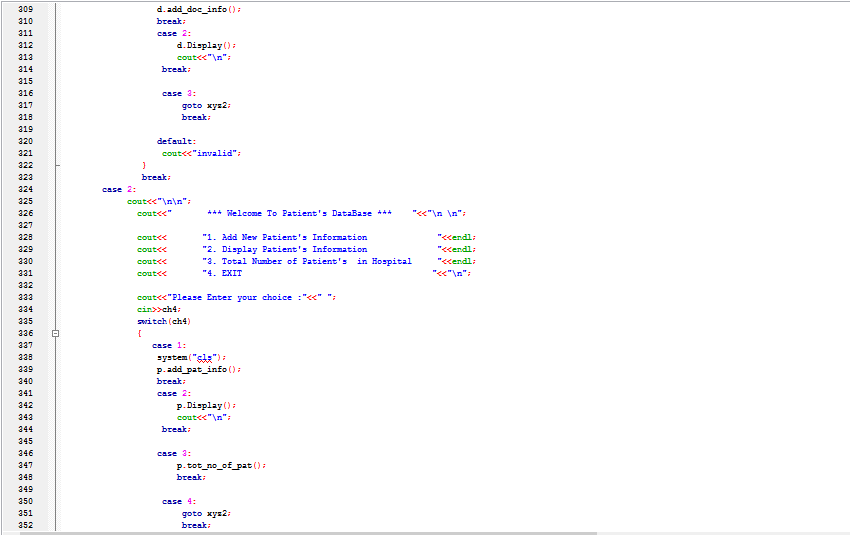 309 d.add_doc_info();
310 break;
311 case 2:
312 d.Display();
313 cout<<"\n";
314 break;
315
316 case 3:
317 goto xyz2;
318 break;
319
320 default:
321 cout<<"invalid";
322 }
323 break;
324 case 2:
325 cout<<"\n\n";
326 cout<<" *** Welcome To Patient's DataBase *** "<<"\n \n";
327
328 cout<< "1. Add New Patient's Information "<<endl;
329 cout<< "2. Display Patient's Information "<<endl;
330 cout<< "3. Total Number of Patient's in Hospital "<<endl;
331 cout<< "4. EXIT "<<"\n";
332
333 cout<<"Please Enter your choice :"<<" ";
334 cin>>ch4;
335 switch(ch4)
336 {
337 case 1:
338 system("cls");
339 p.add_pat_info();
340 break;
341 case 2:
342 p.Display();
343 cout<<"\n";
344 break;
345
346 case 3:
347 p.tot_no_of_pat();
348 break;
349
350 case 4:
351 goto xyz2;
352 break;